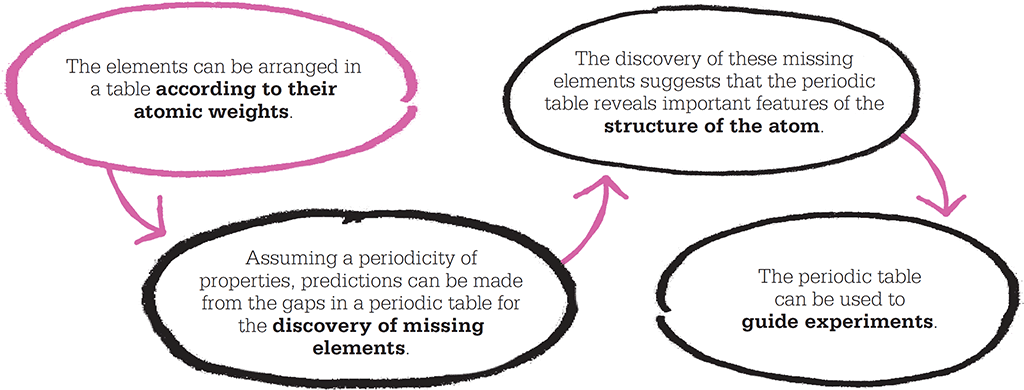 The elements can be arranged in
a table according to their
atomic weights.
Assuming a periodicity of
properties, predictions can be made
from the gaps in a periodic table for
the discovery of missing
elements.
The discovery of these missing
elements suggests that the periodic
table reveals important features of the
structure of the atom.
The periodic table
can be used to
guide experiments.